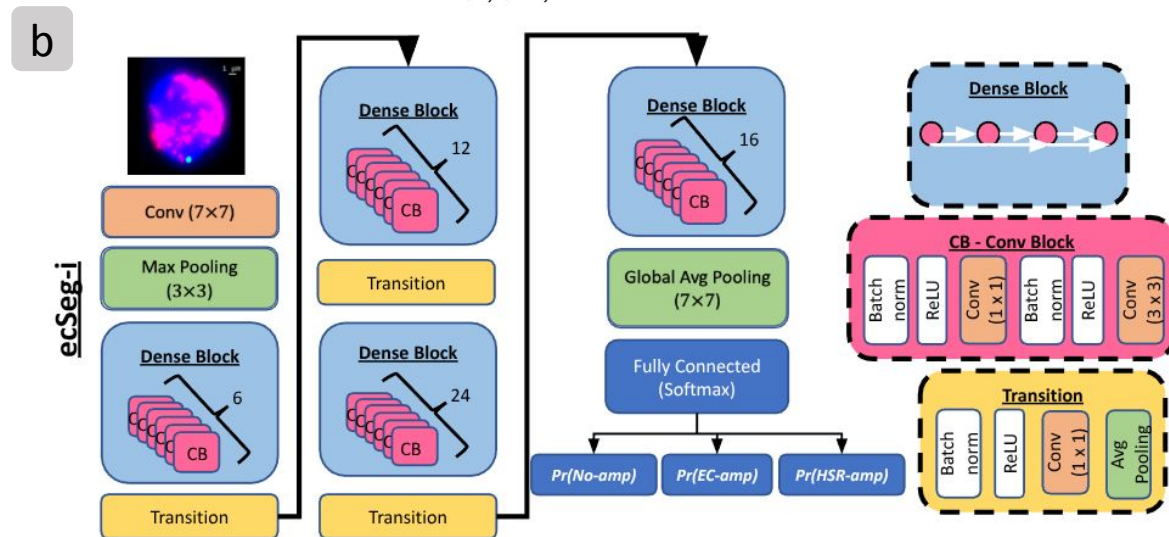 b
ecSeg-i
1 μm
Conv (7×7)
Max Pooling
(3×3)
Dense Block
6
C
C
C
C
C
CB
Transition
Dense Block
12
C
C
C
C
C
CB
Transition
Dense Block
24
C
C
C
C
C
CB
Transition
Dense Block
16
C
C
C
C
C
CB
Global Avg Pooling
(7×7)
Fully Connected
(Softmax)
Pr(No-amp)
Pr(EC-amp)
Pr(HSR-amp)
Dense Block
CB - Conv Block
Batch
norm
ReLU
Conv
(1 x 1)
Batch
norm
ReLU
Conv
(3 x 3)
Transition
Batch
norm
ReLU
Conv
(1 x 1)
Avg
Pooling